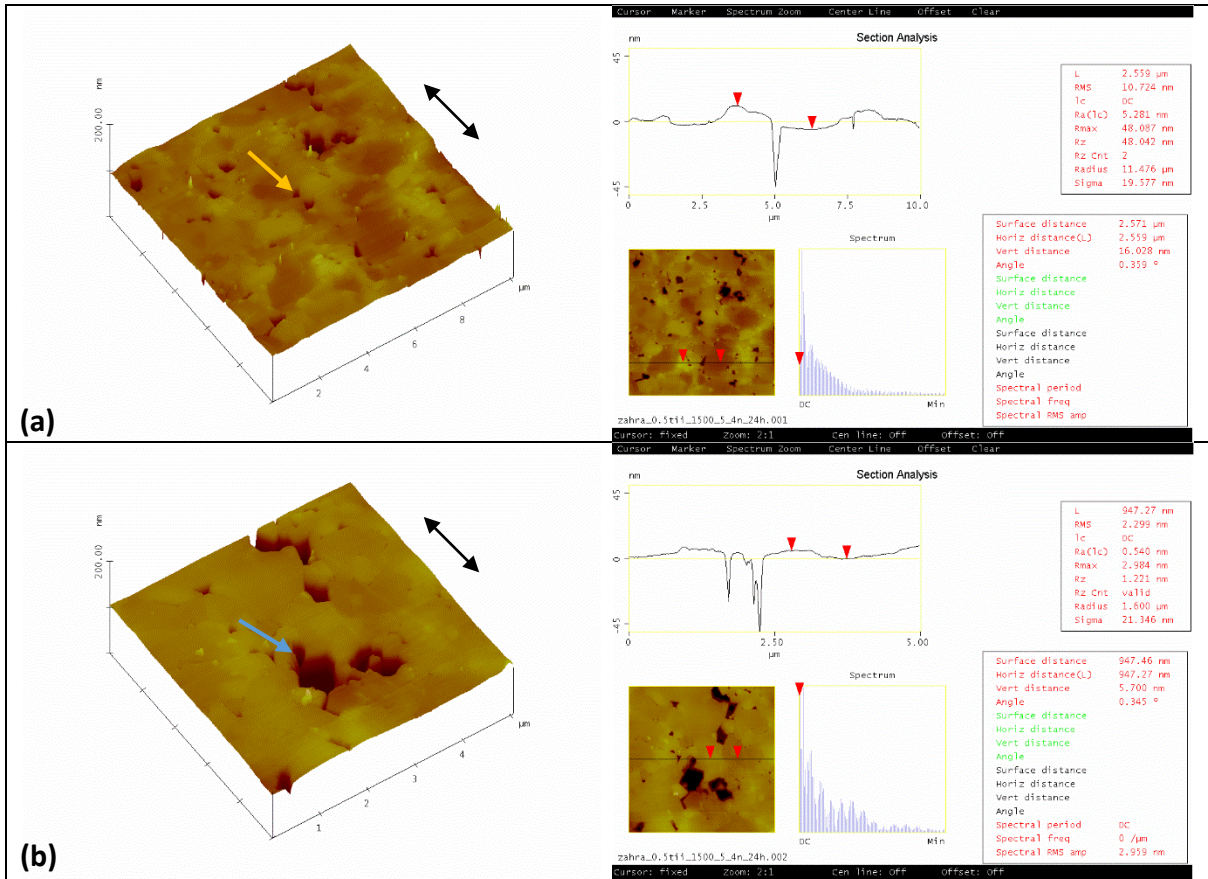 Cursor Marker Spectrum Zoom Center Line Offset Clear
Section Analysis
nm
45
0
-45
0 2.5 5.0 7.5 10.0
µm
L 2.559 µm
RMS 10.724 nm
lc DC
Ra(lc) 5.281 nm
Rmax 48.087 nm
Rz 48.042 nm
Rz Cnt 2
Radius 11.476 µm
Sigma 19.577 nm
Surface distance 2.571 µm
Horiz distance(L) 2.559 µm
Vert distance 16.028 nm
Angle 0.359 °
Surface distance
Horiz distance
Vert distance
Angle
Surface distance
Horiz distance
Vert distance
Angle
Spectral period
Spectral freq
Spectral RMS amp
Spectrum
DC Min
zahra_0.5tii_1500_5_4n_24h.001
Cursor: fixed Zoom: 2:1 Cen line: Off Offset: Off
nm
200.00
2 4 6 8 µm
(a)
Cursor Marker Spectrum Zoom Center Line Offset Clear
Section Analysis
nm
45
0
-45
0 2.50 5.00
µm
L 947.27 nm
RMS 2.299 nm
lc DC
Ra(lc) 0.540 nm
Rmax 2.984 nm
Rz 1.221 nm
Rz Cnt valid
Radius 1.600 µm
Sigma 21.346 nm
Surface distance 947.46 nm
Horiz distance(L) 947.27 nm
Vert distance 5.700 nm
Angle 0.345 °
Surface distance
Horiz distance
Vert distance
Angle
Surface distance
Horiz distance
Vert distance
Angle
Spectral period DC
Spectral freq 0 /µm
Spectral RMS amp 2.959 nm
Spectrum
DC Min
zahra_0.5tii_1500_5_4n_24h.002
Cursor: fixed Zoom: 2:1 Cen line: Off Offset: Off
nm
200.00
1 2 3 4 µm
(b)